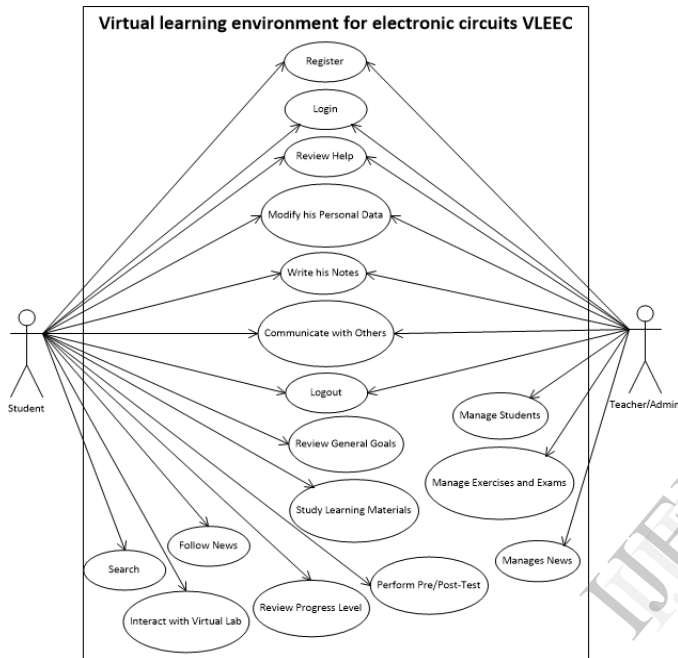 Virtual learning environment for electronic circuits VLEEC
Register
Login
Review Help
Modify his Personal Data
Write his Notes
Communicate with Others
Logout
Student
Teacher/Admin
Manage Students
Review General Goals
Manage Exercises and Exams
Study Learning Materials
Follow News
Search
Manages News
Perform Pre/Post-Test
Review Progress Level
Interact with Virtual Lab